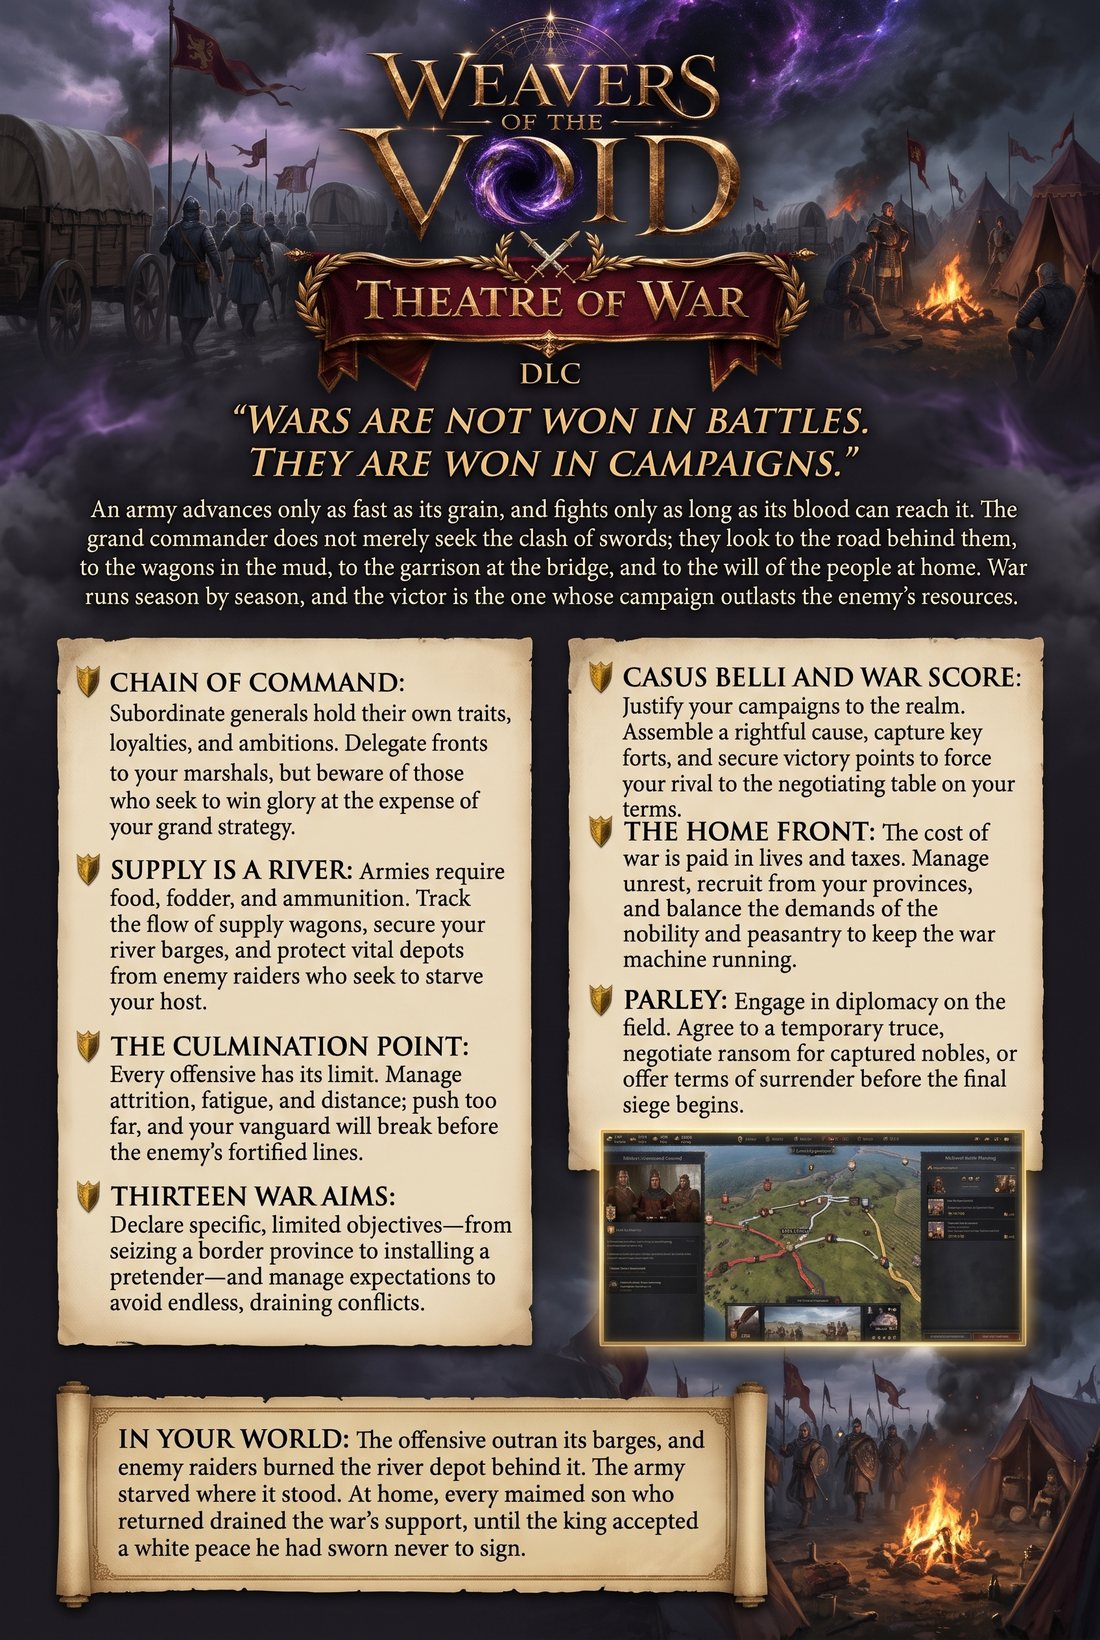 WEAVERS
OF THE
VOID
THEATRE OF WAR
DLC
“WARS ARE NOT WON IN BATTLES.
THEY ARE WON IN CAMPAIGNS.”
An army advances only as fast as its grain, and fights only as long as its blood can reach it. The
grand commander does not merely seek the clash of swords; they look to the road behind them,
to the wagons in the mud, to the garrison at the bridge, and to the will of the people at home. War
runs season by season, and the victor is the one whose campaign outlasts the enemy’s resources.
CHAIN OF COMMAND:
Subordinate generals hold their own traits,
loyalties, and ambitions. Delegate fronts
to your marshals, but beware of those
who seek to win glory at the expense of
your grand strategy.
SUPPLY IS A RIVER: Armies require
food, fodder, and ammunition. Track
the flow of supply wagons, secure your
river barges, and protect vital depots
from enemy raiders who seek to starve
your host.
THE CULMINATION POINT:
Every offensive has its limit. Manage
attrition, fatigue, and distance; push too
far, and your vanguard will break before
the enemy’s fortified lines.
THIRTEEN WAR AIMS:
Declare specific, limited objectives—from
seizing a border province to installing a
pretender—and manage expectations to
avoid endless, draining conflicts.
CASUS BELLI AND WAR SCORE:
Justify your campaigns to the realm.
Assemble a rightful cause, capture key
forts, and secure victory points to force
your rival to the negotiating table on your
terms.
THE HOME FRONT: The cost of
war is paid in lives and taxes. Manage
unrest, recruit from your provinces,
and balance the demands of the
nobility and peasantry to keep the war
machine running.
PARLEY: Engage in diplomacy on the
field. Agree to a temporary truce,
negotiate ransom for captured nobles, or
offer terms of surrender before the final
siege begins.
IN YOUR WORLD: The offensive outran its barges, and
enemy raiders burned the river depot behind it. The army
starved where it stood. At home, every maimed son who
returned drained the war’s support, until the king accepted
a white peace he had sworn never to sign.